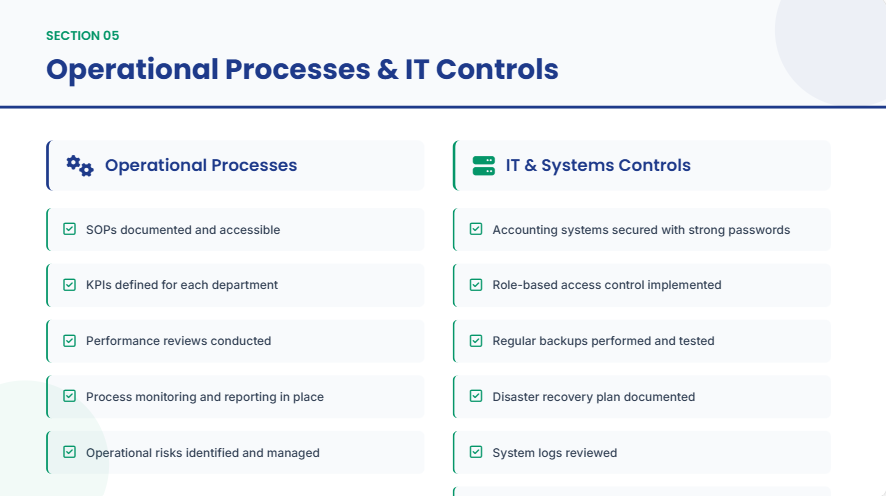 SECTION 05
Operational Processes & IT Controls
Operational Processes
SOPs documented and accessible
KPIs defined for each department
Performance reviews conducted
Process monitoring and reporting in place
Operational risks identified and managed
IT & Systems Controls
Accounting systems secured with strong passwords
Role-based access control implemented
Regular backups performed and tested
Disaster recovery plan documented
System logs reviewed